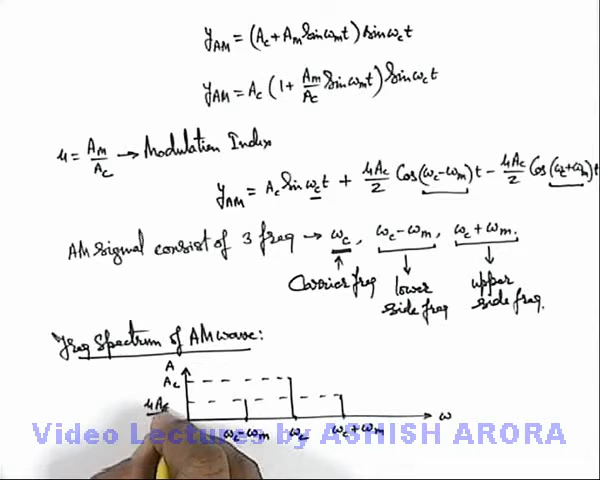 y_AM = (A_c + A_m sin ω_m t) sin ω_c t
y_AM = A_c (1 + A_m/A_c sin ω_m t) sin ω_c t
μ = A_m/A_c → Modulation Index
y_AM = A_c sin ω_c t + μA_c/2 Cos(ω_c-ω_m)t - μA_c/2 Cos(ω_c+ω_m)t
AM signal consist of 3 freq → ω_c, ω_c-ω_m, ω_c+ω_m.
Carrier freq lower side freq upper side freq.
Freq Spectrum of AM wave:
A
A_c
μA_c
ω_c-ω_m ω_c ω_c+ω_m ω
Video Lectures by ASHISH ARORA